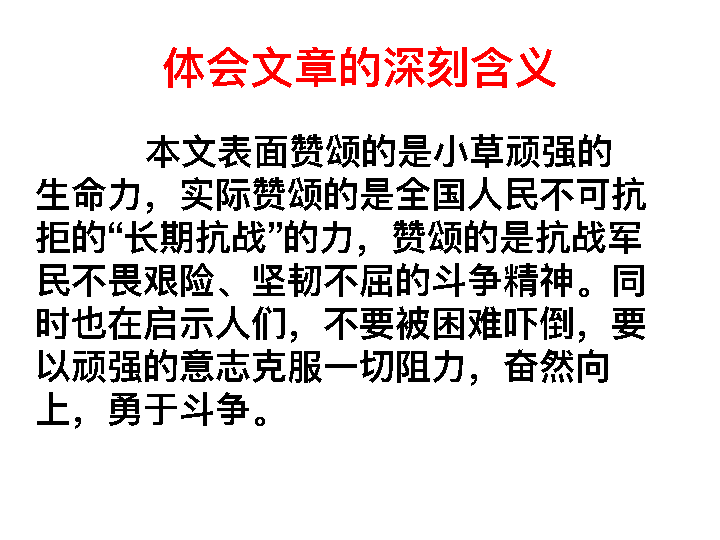 体会文章的深刻含义
本文表面赞颂的是小草顽强的
生命力，实际赞颂的是全国人民不可抗
拒的“长期抗战”的力，赞颂的是抗战军
民不畏艰险、坚韧不屈的斗争精神。同
时也在启示人们，不要被困难吓倒，要
以顽强的意志克服一切阻力，奋然向
上，勇于斗争。